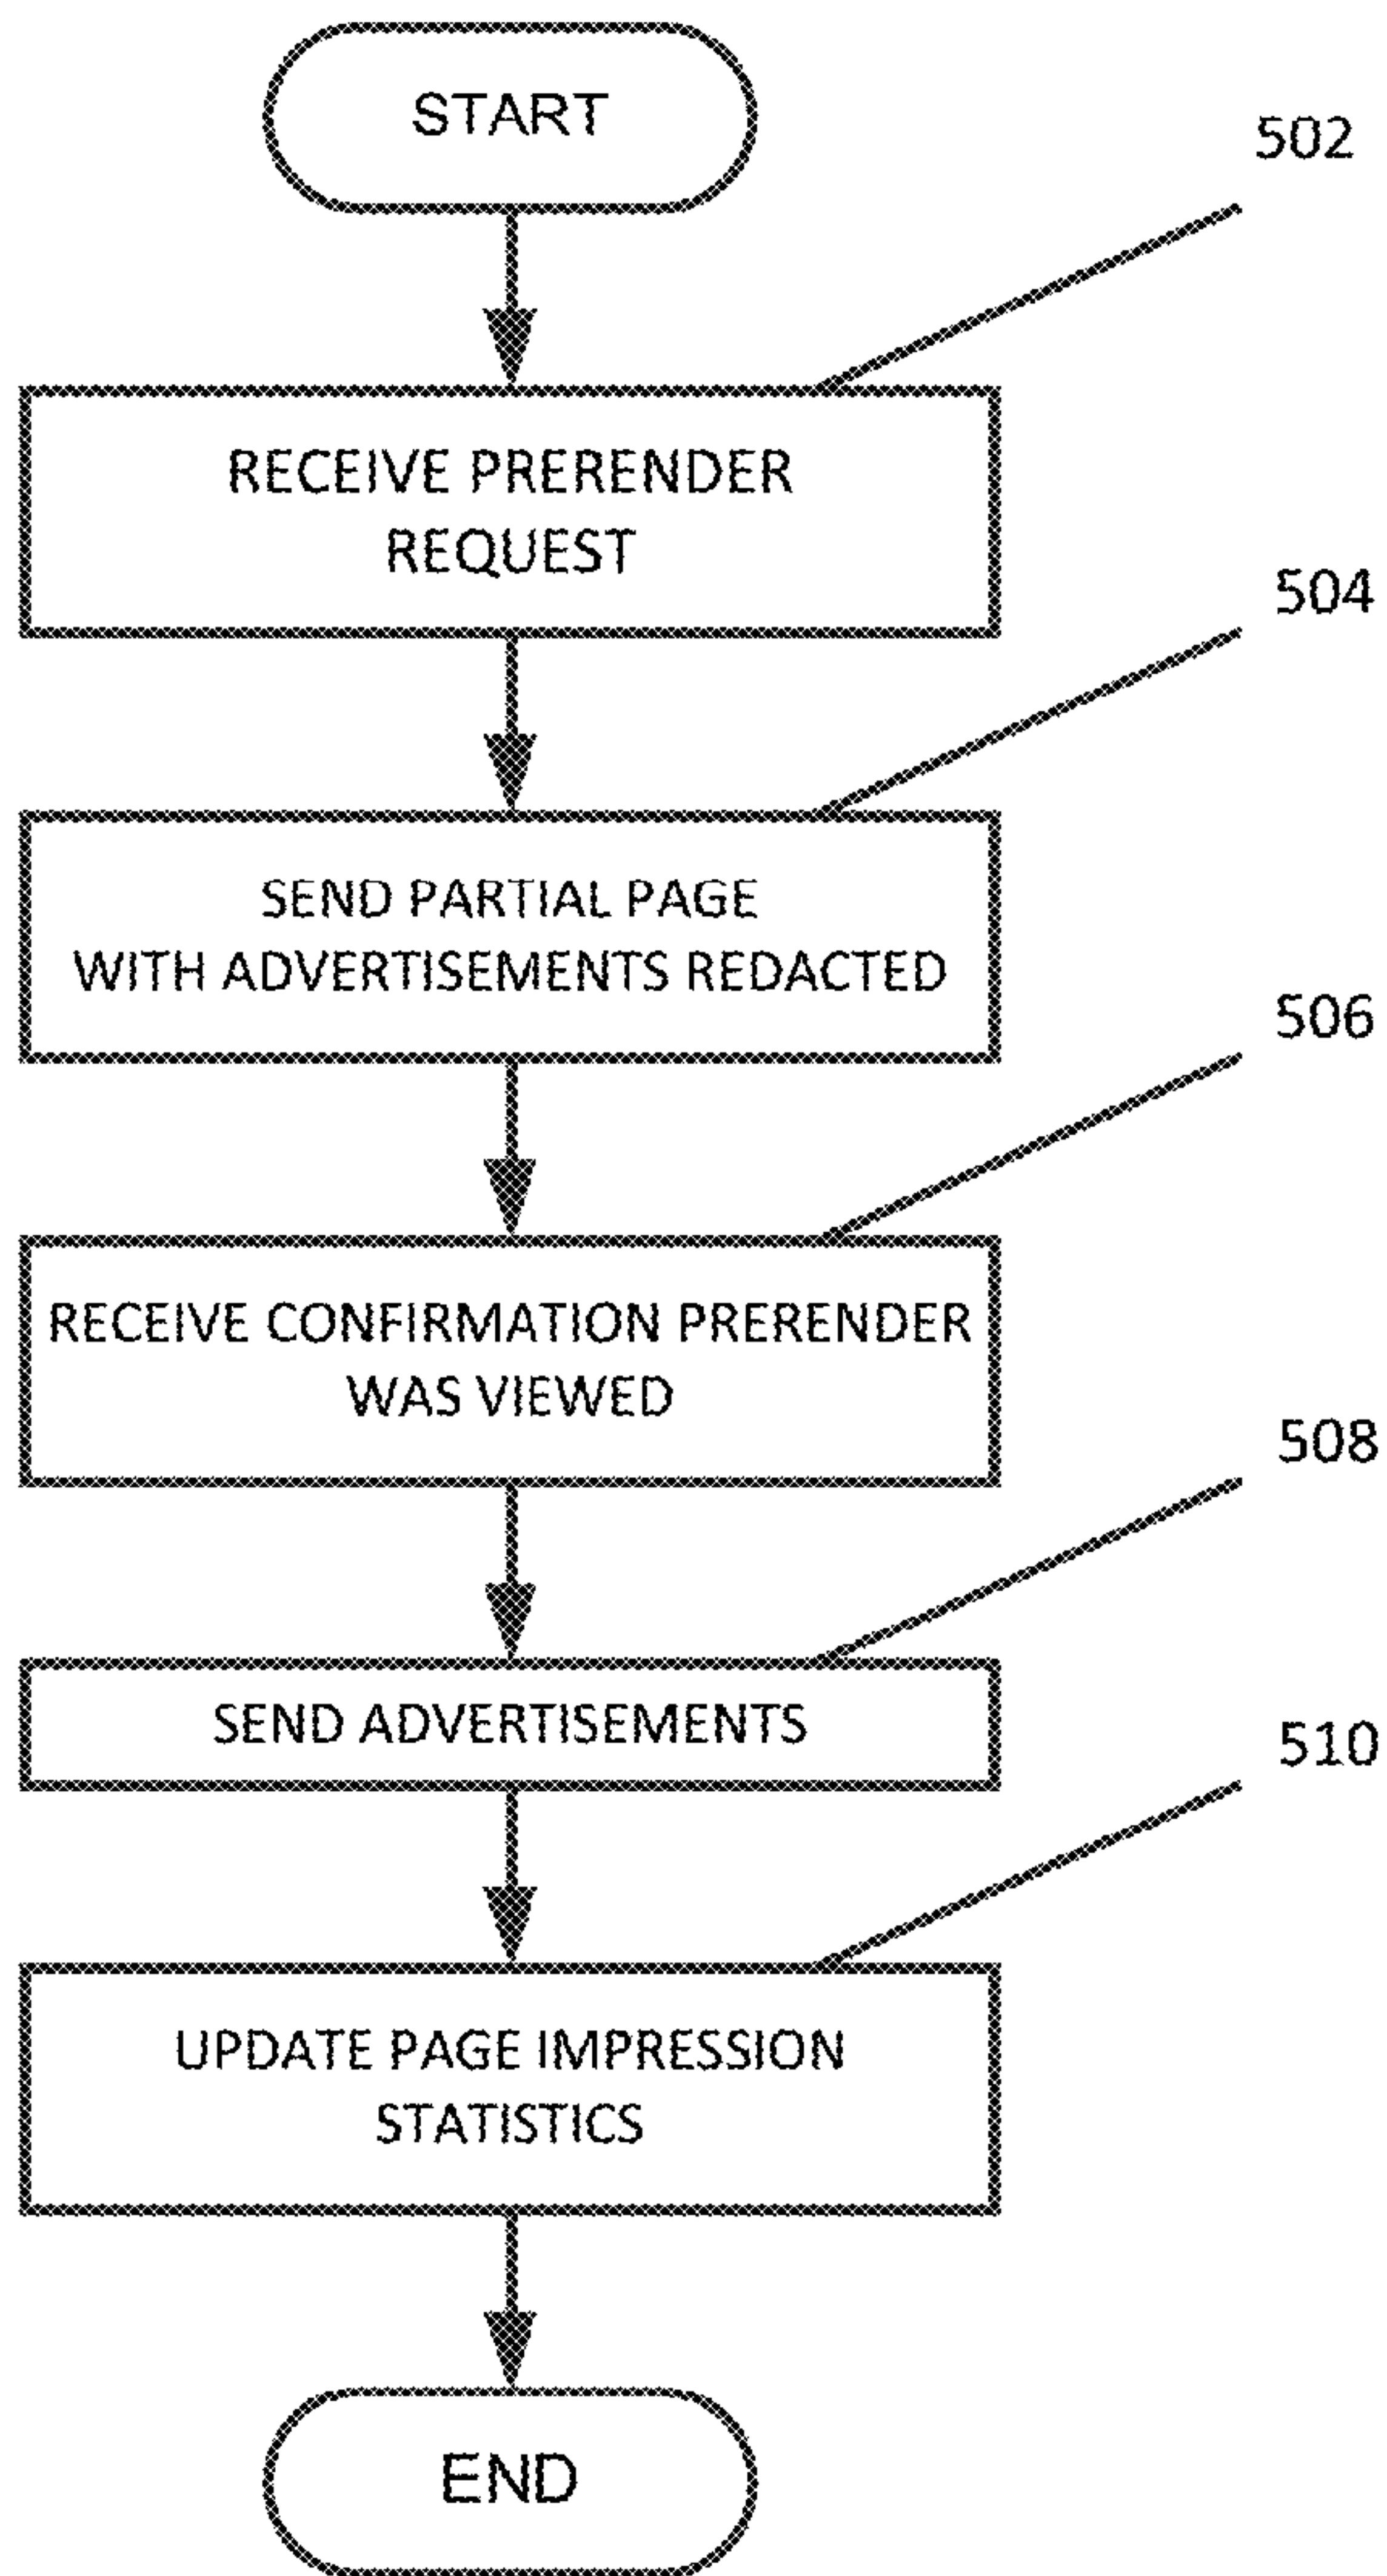 START
502
RECEIVE PRERENDER
REQUEST
504
SEND PARTIAL PAGE
WITH ADVERTISEMENTS REDACTED
506
RECEIVE CONFIRMATION PRERENDER
WAS VIEWED
508
SEND ADVERTISEMENTS
510
UPDATE PAGE IMPRESSION
STATISTICS
END